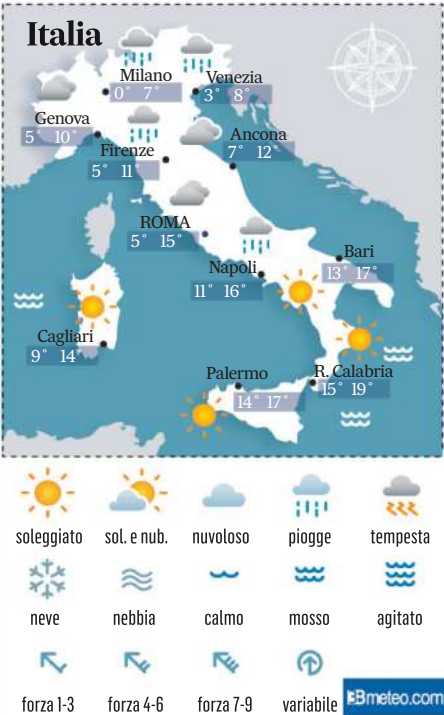 Italia
Milano
0° 7°
Venezia
3° 8°
Genova
5° 10°
Firenze
5° 11°
Ancona
7° 12°
ROMA
5° 15°
Napoli
11° 16°
Bari
13° 17°
Cagliari
9° 14°
Palermo
14° 17°
R. Calabria
15° 19°
soleggiato sol. e nub. nuvoloso piogge tempesta
neve nebbia calmo mosso agitato
forza 1-3 forza 4-6 forza 7-9 variabile
3Bmeteo.com